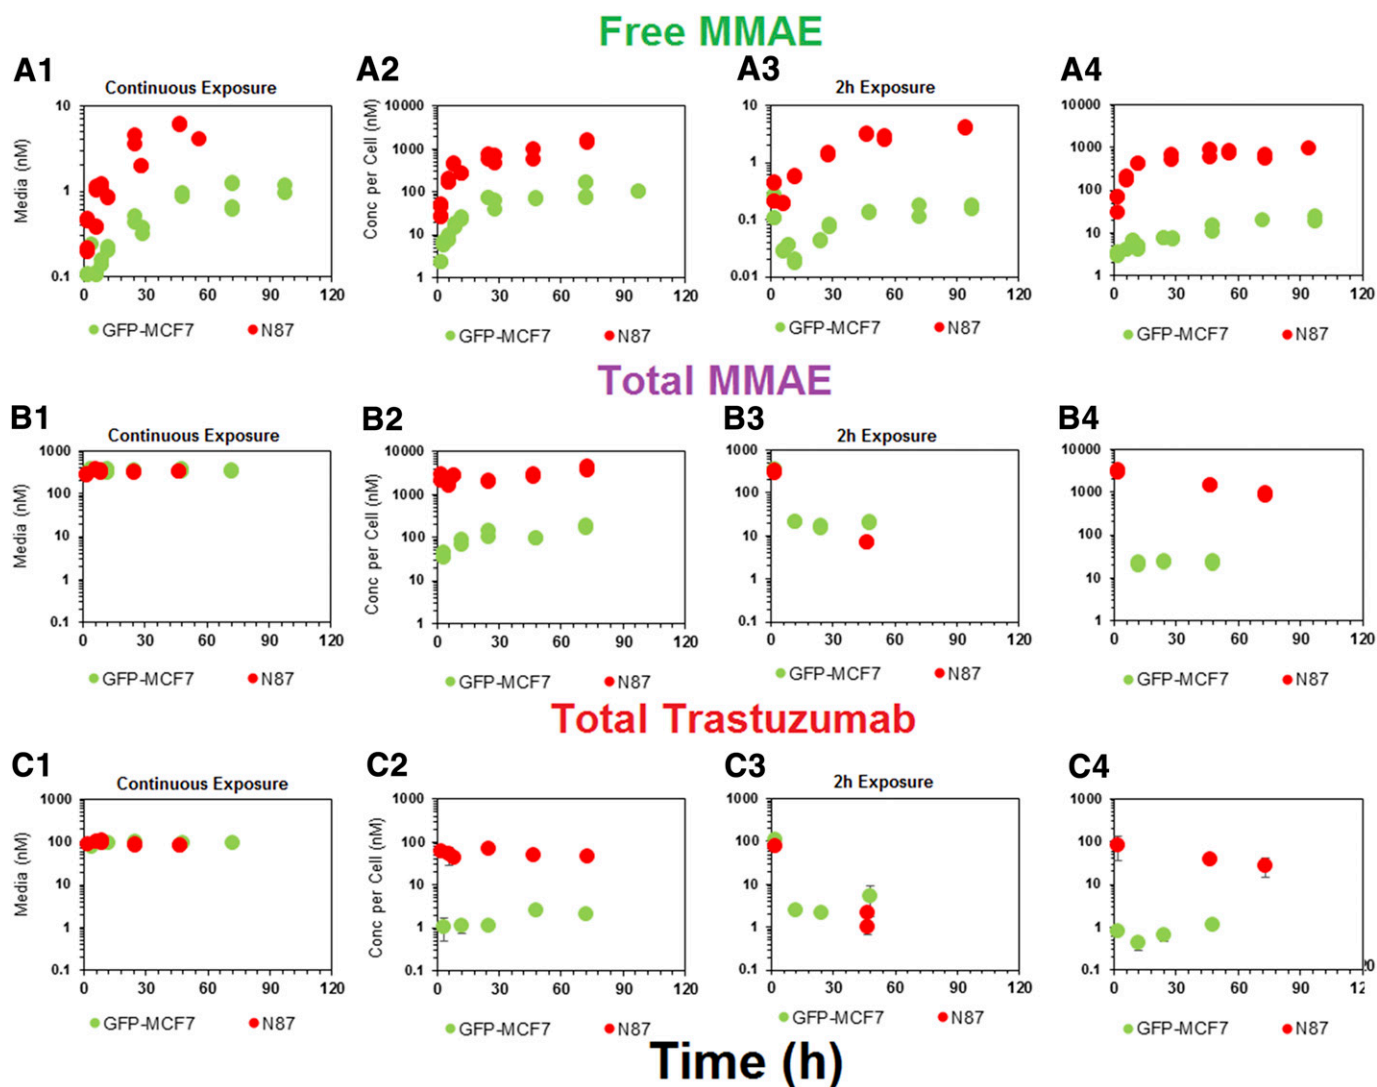 Free MMAE
A1 A2 A3 A4
Continuous Exposure 2h Exposure
Media (nM) Conc per Cell (nM)
10 1 0.1
10000 1000 100 10 1
10 1 0.1 0.01
10000 1000 100 10 1
0 30 60 90 120 0 30 60 90 120 0 30 60 90 120 0 30 60 90 120
GFP-MCF7 N87 GFP-MCF7 N87 GFP-MCF7 N87 GFP-MCF7 N87
Total MMAE
B1 B2 B3 B4
Continuous Exposure 2h Exposure
Media (nM) Conc per Cell (nM)
1000 100 10 1 0.1
10000 1000 100 10 1
1000 100 10 1 0.1
10000 1000 100 10 1
0 30 60 90 120 0 30 60 90 120 0 30 60 90 120 0 30 60 90 120
GFP-MCF7 N87 GFP-MCF7 N87 GFP-MCF7 N87 GFP-MCF7 N87
Total Trastuzumab
C1 C2 C3 C4
Continuous Exposure 2h Exposure
Media (nM) Conc per Cell (nM)
1000 100 10 1 0.1
1000 100 10 1 0.1
1000 100 10 1 0.1
1000 100 10 1 0.1
0 30 60 90 120 0 30 60 90 120 0 30 60 90 120 0 30 60 90
GFP-MCF7 N87 GFP-MCF7 N87 GFP-MCF7 N87 GFP-MCF7 N87
Time (h)